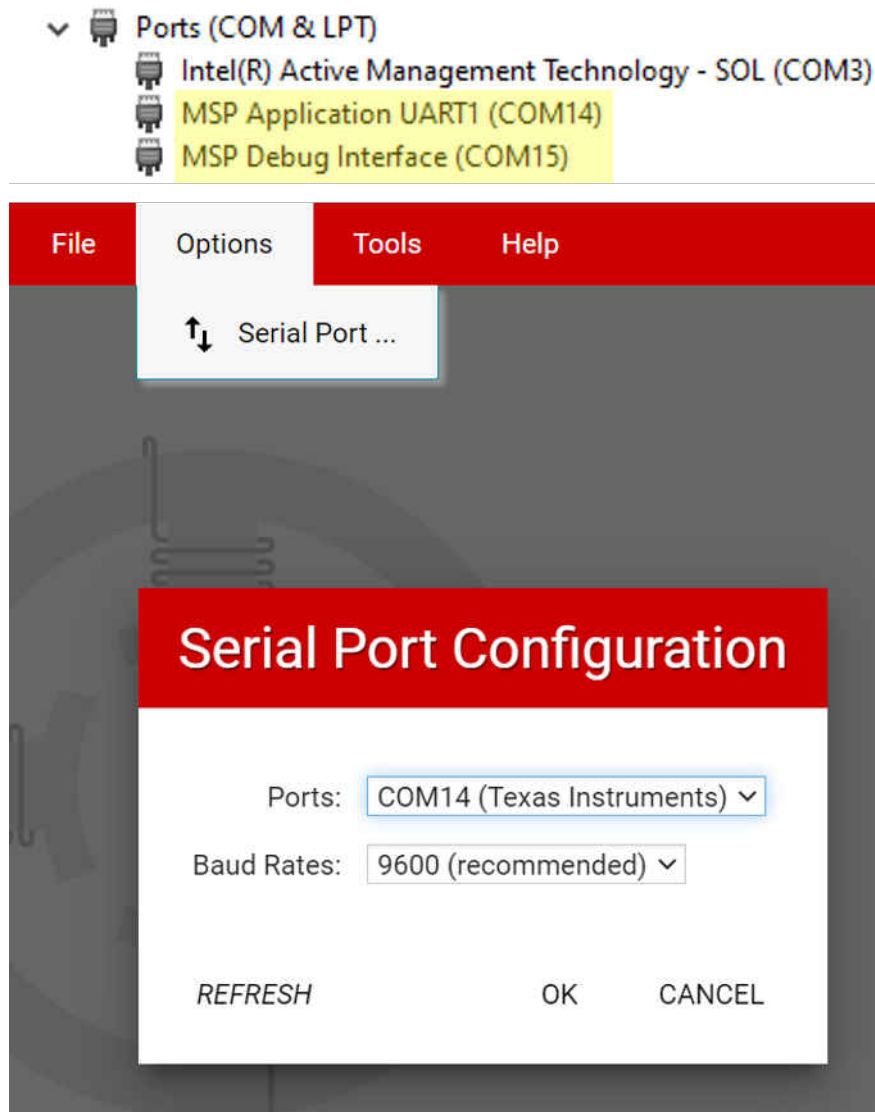 Ports (COM & LPT)
Intel(R) Active Management Technology - SOL (COM3)
MSP Application UART1 (COM14)
MSP Debug Interface (COM15)
File Options Tools Help
Serial Port ...
Serial Port Configuration
Ports: COM14 (Texas Instruments)
Baud Rates: 9600 (recommended)
REFRESH OK CANCEL